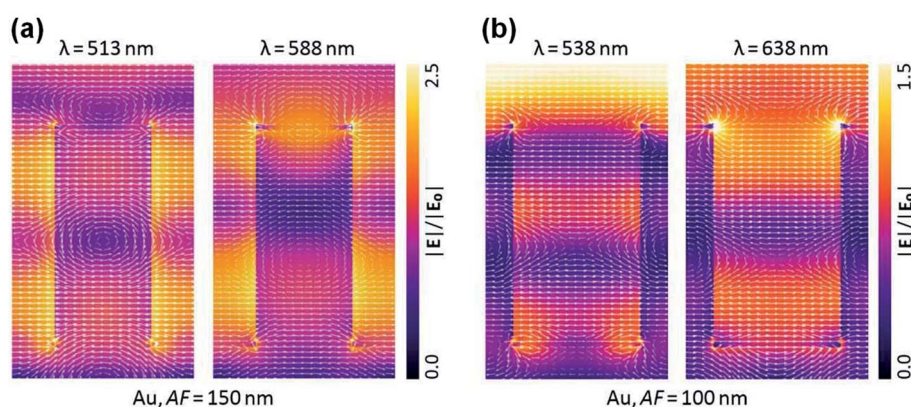 (a)
λ = 513 nm
λ = 588 nm
2.5
|E|/|E₀|
0.0
Au, AF = 150 nm
(b)
λ = 538 nm
λ = 638 nm
1.5
|E|/|E₀|
0.0
Au, AF = 100 nm